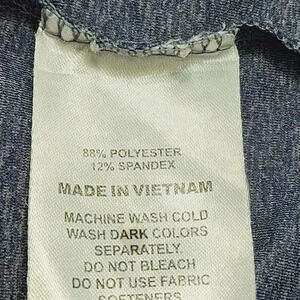 88% POLYESTER
12% SPANDEX
MADE IN VIETNAM
MACHINE WASH COLD
WASH DARK COLORS
SEPARATELY.
DO NOT BLEACH
DO NOT USE FABRIC
SOFTENERS